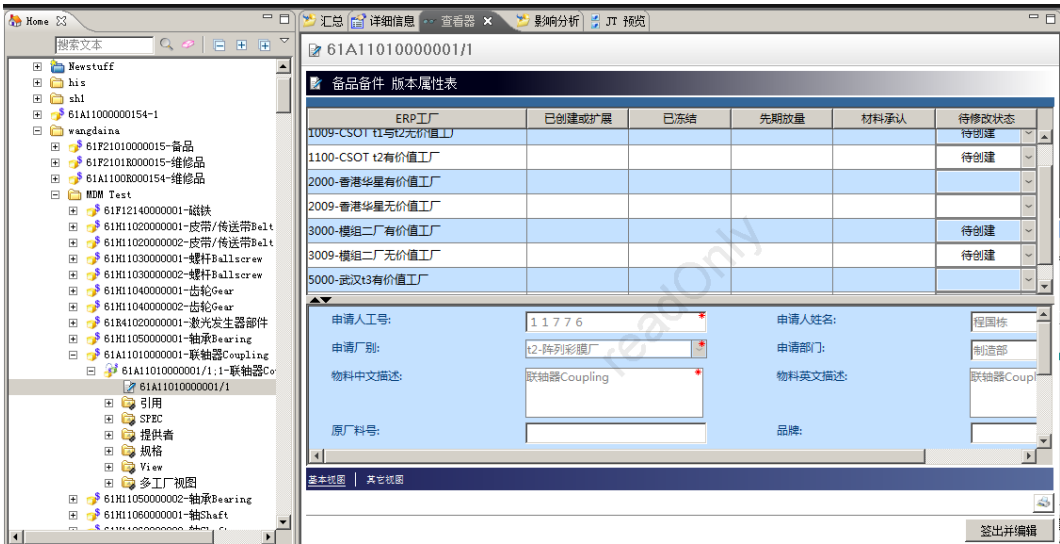 Home
搜索文本
Newstuff
his
shl
61A11000000154-1
wangdaina
61F21010000015-备品
61F2101R000015-维修品
61A1100R000154-维修品
MDM Test
61F12140000001-磁铁
61H11020000001-皮带/传送带Belt
61H11020000002-皮带/传送带Belt
61H11030000001-螺杆Ballscrew
61H11030000002-螺杆Ballscrew
61H11040000001-齿轮Gear
61H11040000002-齿轮Gear
61R41020000001-激光发生器部件
61H11050000001-轴承Bearing
61A11010000001-联轴器Coupling
61A11010000001/1;1-联轴器Co
61A11010000001/1
引用
SPEC
提供者
规格
View
多工厂视图
61H11050000002-轴承Bearing
61H11060000001-轴Shaft
汇总 详细信息 查看器 影响分析 JT 预览
61A11010000001/1
备品备件 版本属性表
ERP工厂 已创建或扩展 已冻结 先期放量 材料承认 待修改状态
1009-CSOT t1与t2无价值工厂 待创建
1100-CSOT t2有价值工厂 待创建
2000-香港华星有价值工厂
2009-香港华星无价值工厂
3000-模组二厂有价值工厂 待创建
3009-模组二厂无价值工厂 待创建
5000-武汉t3有价值工厂
readOnly
申请人工号: 11776 * 申请人姓名: 程国栋
申请厂别: t2-阵列彩膜厂 * 申请部门: 制造部
物料中文描述: 联轴器Coupling * 物料英文描述: 联轴器Coupl
原厂料号: 品牌:
基本视图 其它视图
签出并编辑